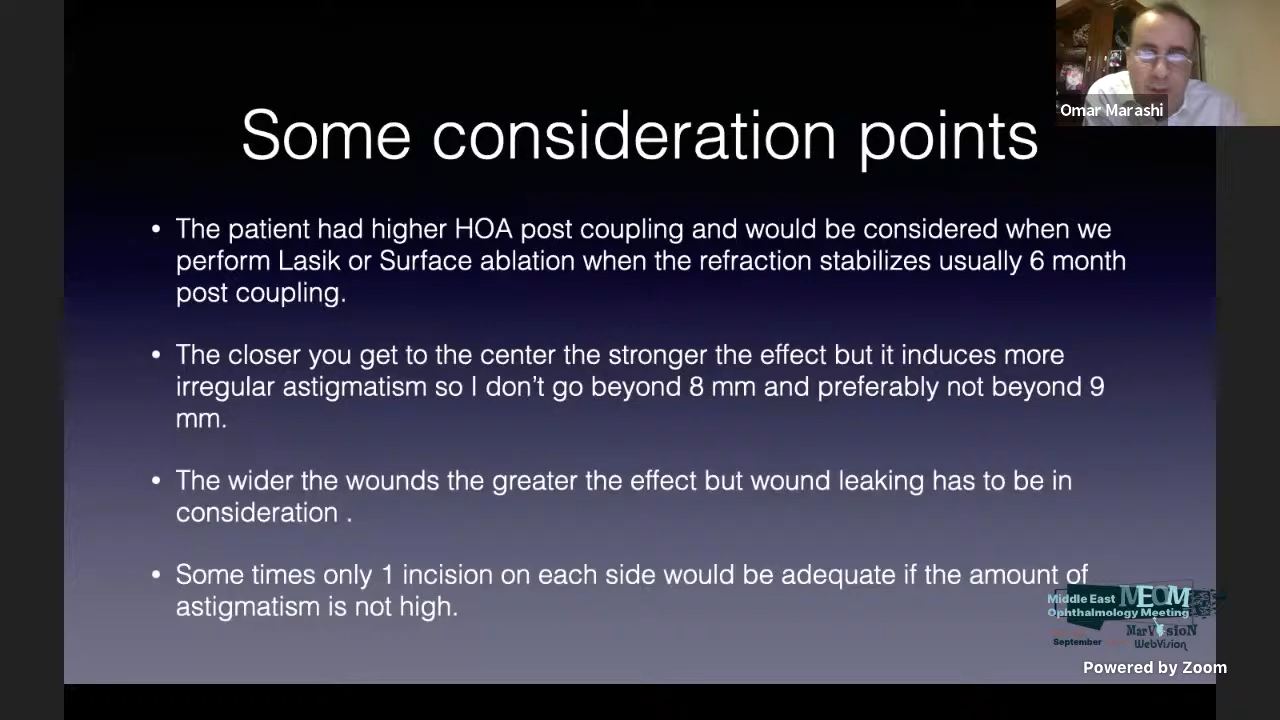 Omar Marashi
Some consideration points
• The patient had higher HOA post coupling and would be considered when we
perform Lasik or Surface ablation when the refraction stabilizes usually 6 month
post coupling.
• The closer you get to the center the stronger the effect but it induces more
irregular astigmatism so I don’t go beyond 8 mm and preferably not beyond 9
mm.
• The wider the wounds the greater the effect but wound leaking has to be in
consideration .
• Some times only 1 incision on each side would be adequate if the amount of
astigmatism is not high.
Middle East MEOM
Ophthalmology Meeting
MarVision
September
WebVision
Powered by Zoom